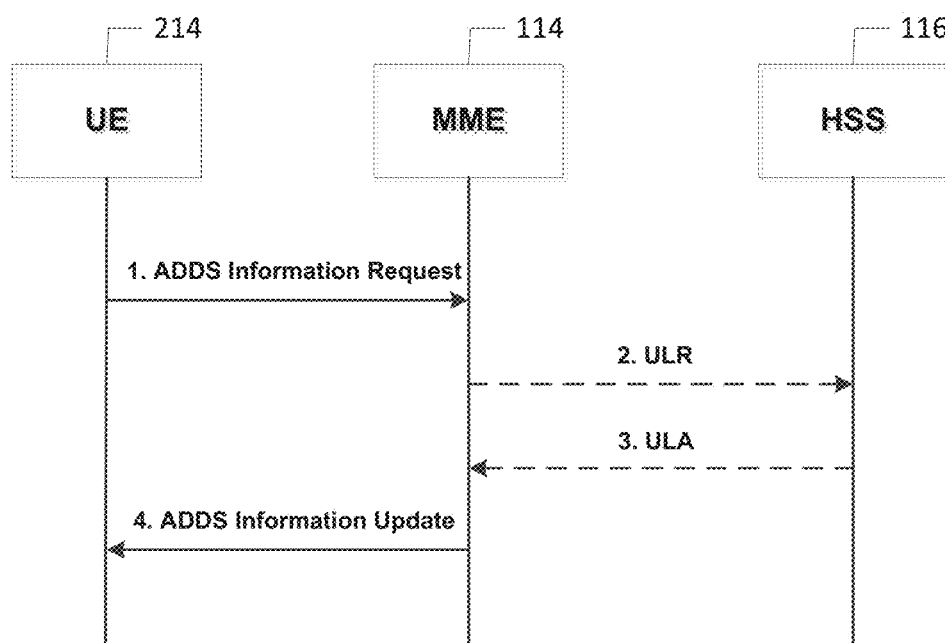 214
114
116
UE
MME
HSS
1. ADDS Information Request
2. ULR
3. ULA
4. ADDS Information Update